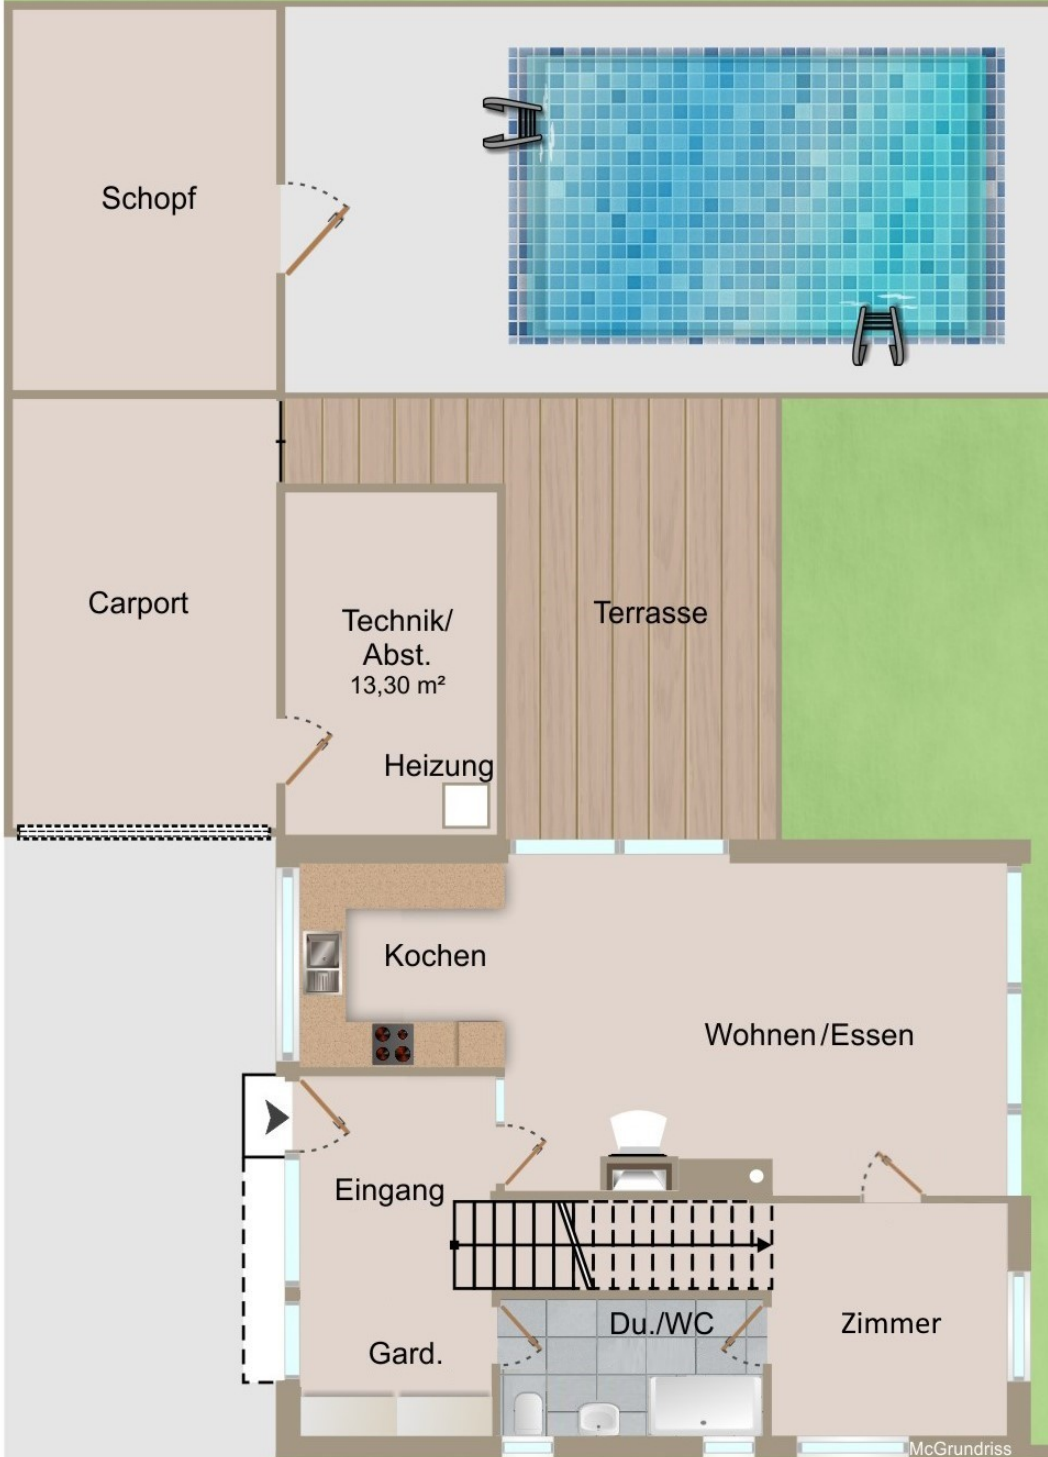 Schopf
Carport
Technik/
Abst.
13,30 m²
Terrasse
Heizung
Kochen
Wohnen/Essen
Eingang
Du./WC
Zimmer
Gard.
McGrundriss